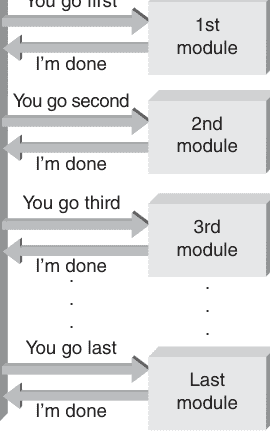 You go first
1st
module
I'm done
You go second
2nd
module
I'm done
You go third
3rd
module
I'm done
You go last
Last
module
I'm done